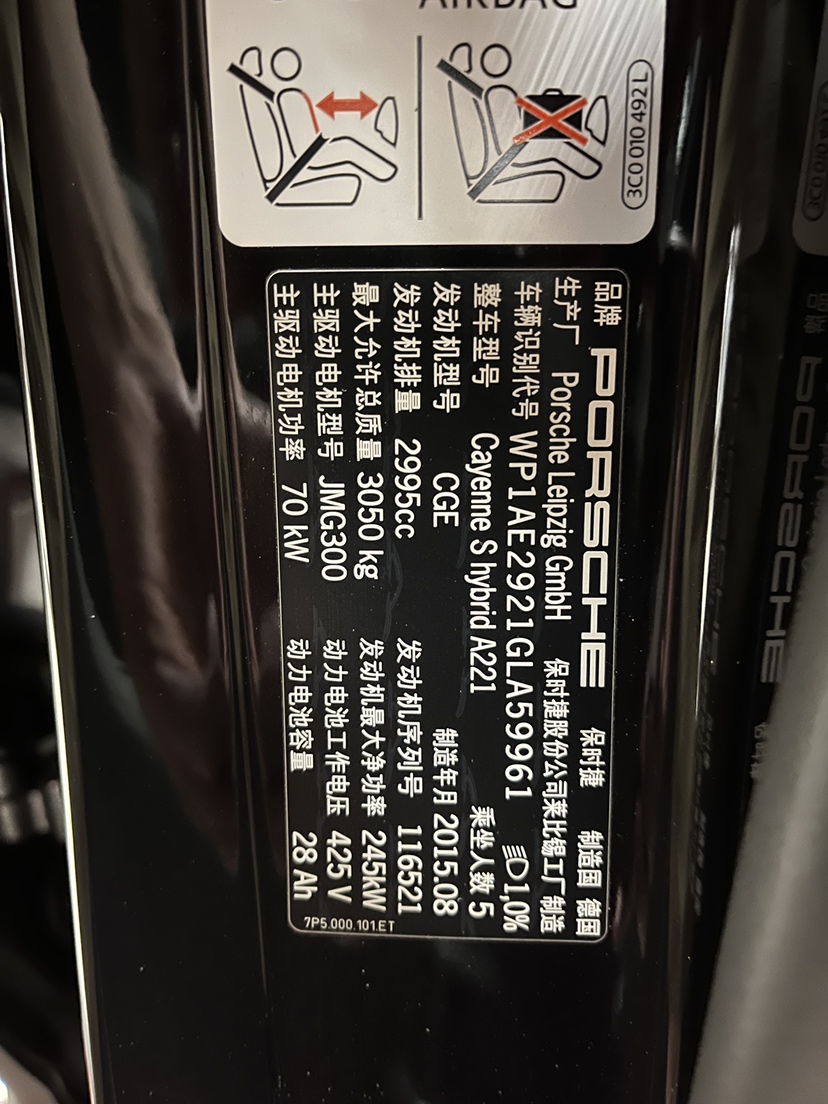 AIRBAG
3C0 010 492 L
品牌 PORSCHE 保时捷 制造国 德国
生产厂 Porsche Leipzig GmbH 保时捷股份公司莱比锡工厂制造
车辆识别代号 WP1AE2921GLA59961 1,0%
整车型号 Cayenne S hybrid A221 乘坐人数 5
发动机型号 CGE 制造年月 2015.08
发动机排量 2995cc 发动机序列号 116521
最大允许总质量 3050 kg 发动机最大净功率 245kW
主驱动电机型号 JMG300 动力电池工作电压 425 V
主驱动电机功率 70 kW 动力电池容量 28 Ah
7P5.000.101.ET